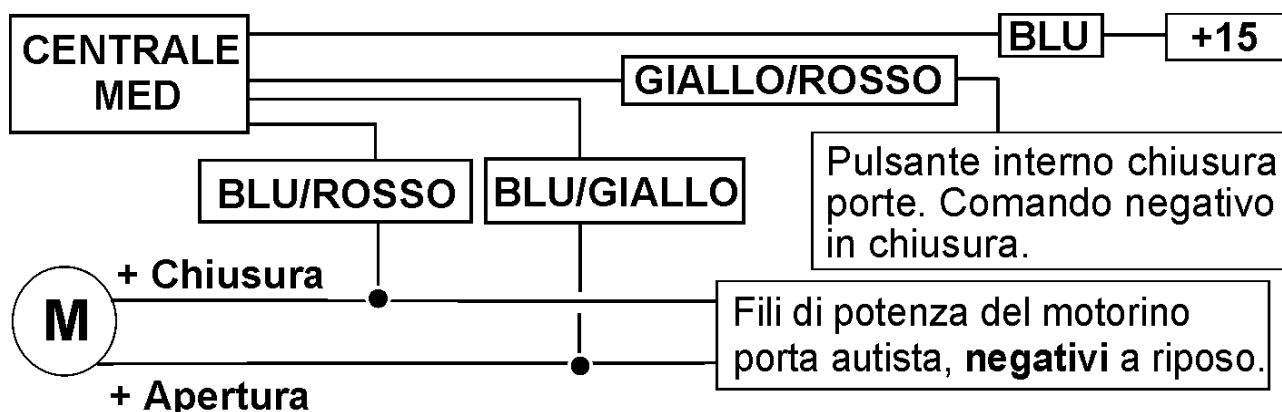 CENTRALE
MED
BLU
+15
GIALLO/ROSSO
Pulsante interno chiusura
porte. Comando negativo
in chiusura.
BLU/ROSSO
BLU/GIALLO
+ Chiusura
M
Fili di potenza del motorino
porta autista, negativi a riposo.
+ Apertura